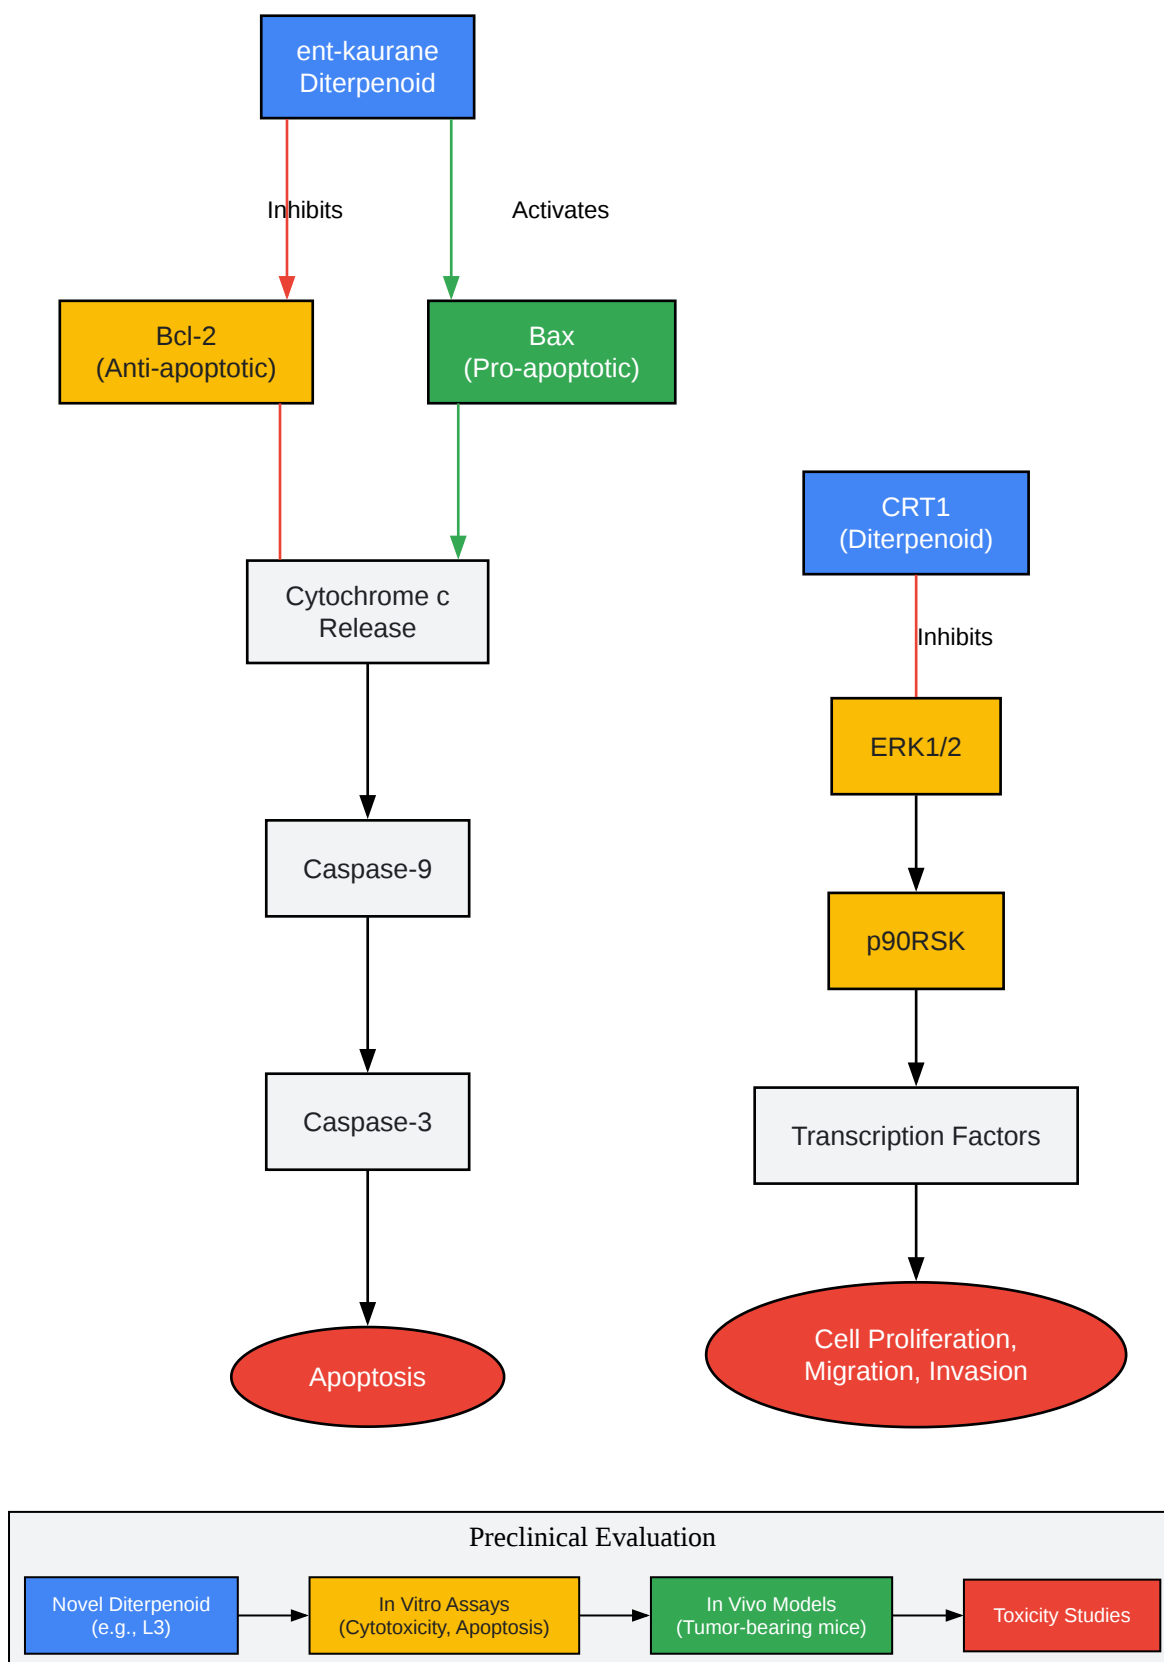 ent-kaurane
Diterpenoid
Inhibits
Activates
Bcl-2
(Anti-apoptotic)
Bax
(Pro-apoptotic)
Cytochrome c
Release
Caspase-9
Caspase-3
Apoptosis
CRT1
(Diterpenoid)
Inhibits
ERK1/2
p90RSK
Transcription Factors
Cell Proliferation,
Migration, Invasion
Preclinical Evaluation
Novel Diterpenoid
(e.g., L3)
In Vitro Assays
(Cytotoxicity, Apoptosis)
In Vivo Models
(Tumor-bearing mice)
Toxicity Studies